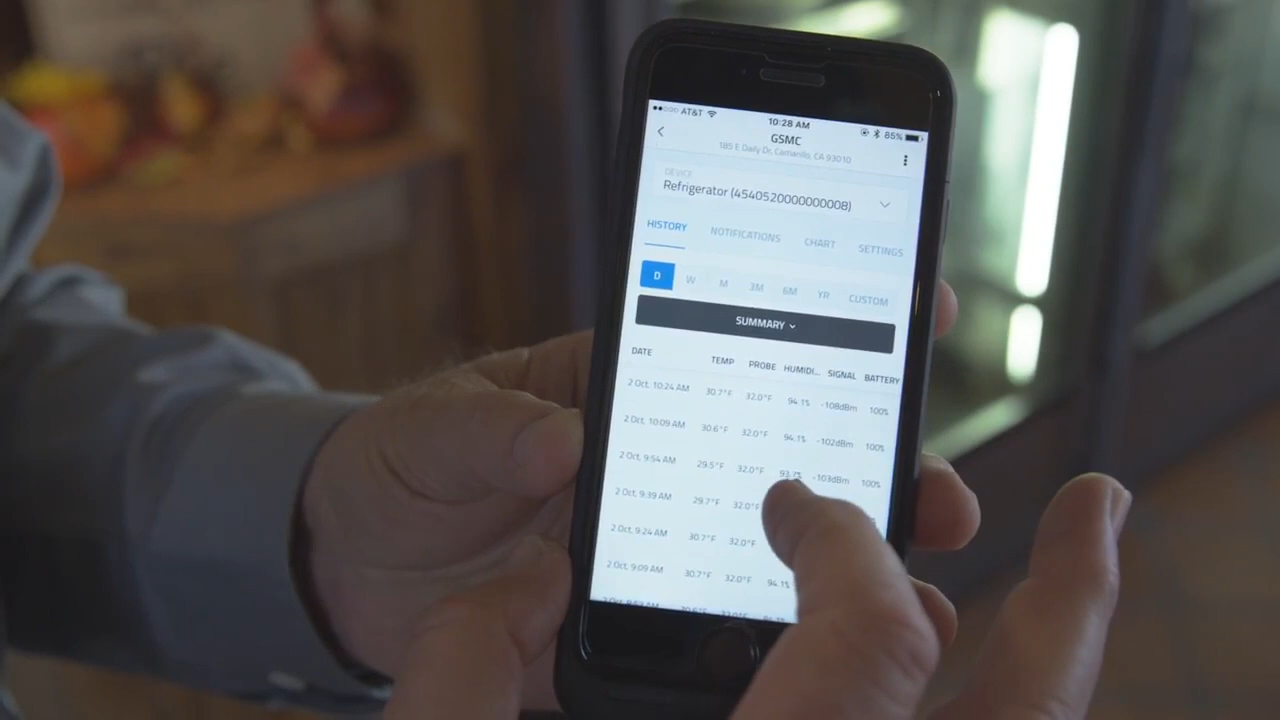 AT&T 10:28 AM 85%
GSMC
185 E Daily Dr, Camarillo, CA 93010
DEVICE
Refrigerator (4540520000000008)
HISTORY NOTIFICATIONS CHART SETTINGS
D W M 3M 6M YR CUSTOM
SUMMARY
DATE TEMP PROBE HUMIDI... SIGNAL BATTERY
2 Oct, 10:24 AM 30.7°F 32.0°F 94.1% -108dBm 100%
2 Oct, 10:09 AM 30.6°F 32.0°F 94.1% -102dBm 100%
2 Oct, 9:54 AM 29.5°F 32.0°F 93.7% -103dBm 100%
2 Oct, 9:39 AM 29.7°F 32.0°F
2 Oct, 9:24 AM 30.7°F 32.0°F
2 Oct, 9:09 AM 30.7°F 32.0°F 94.1%